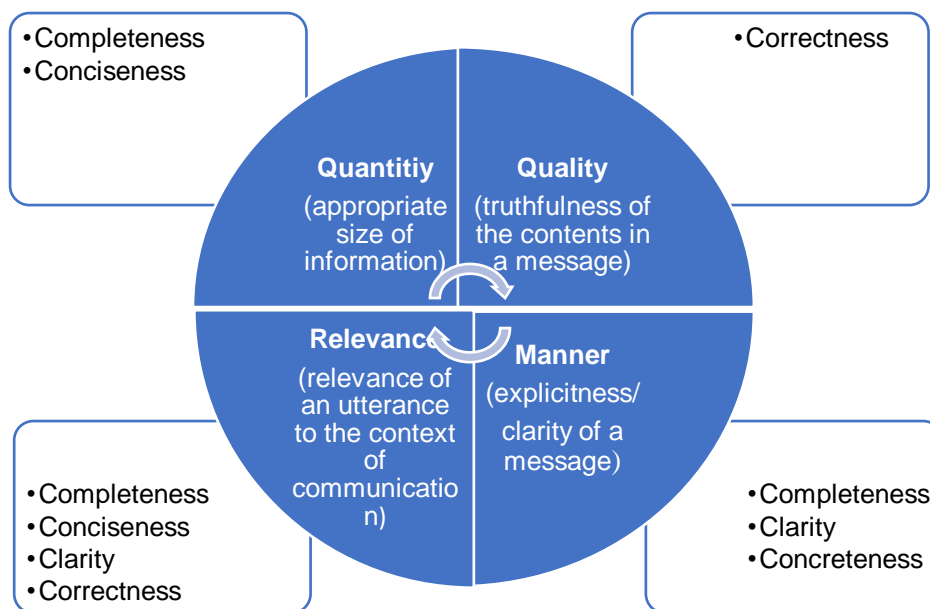 •Completeness
•Conciseness
•Correctness
Quantitiy
(appropriate
size of
information)
Quality
(truthfulness of
the contents in
a message)
Relevance
(relevance of
an utterance
to the context
of
communicatio
n)
Manner
(explicitness/
clarity of a
message)
•Completeness
•Conciseness
•Clarity
•Correctness
•Completeness
•Clarity
•Concreteness